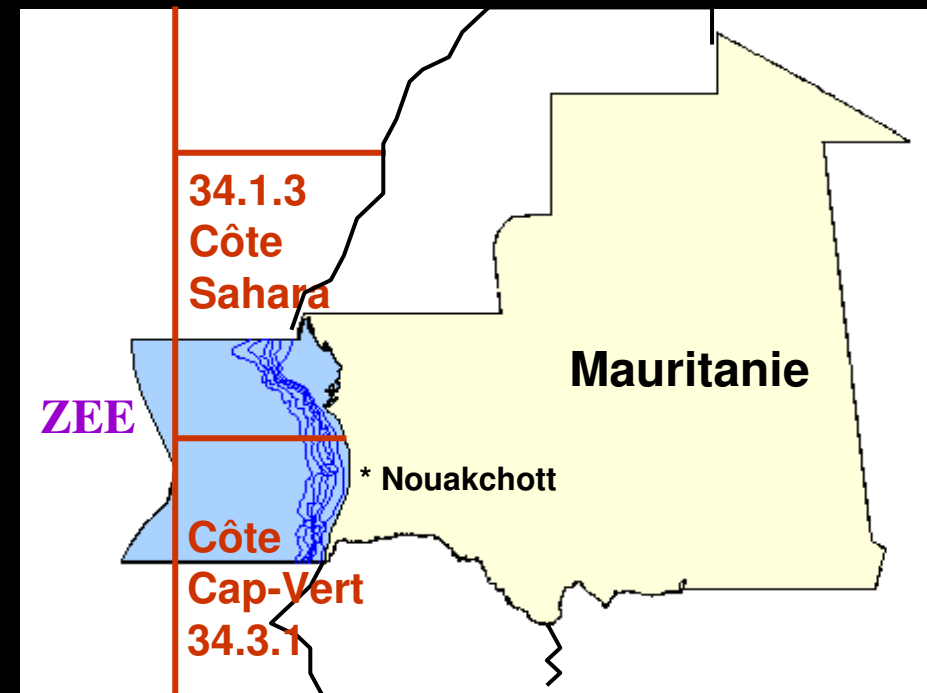 34.1.3
Côte
Sahara
Mauritanie
ZEE
* Nouakchott
Côte
Cap-Vert
34.3.1